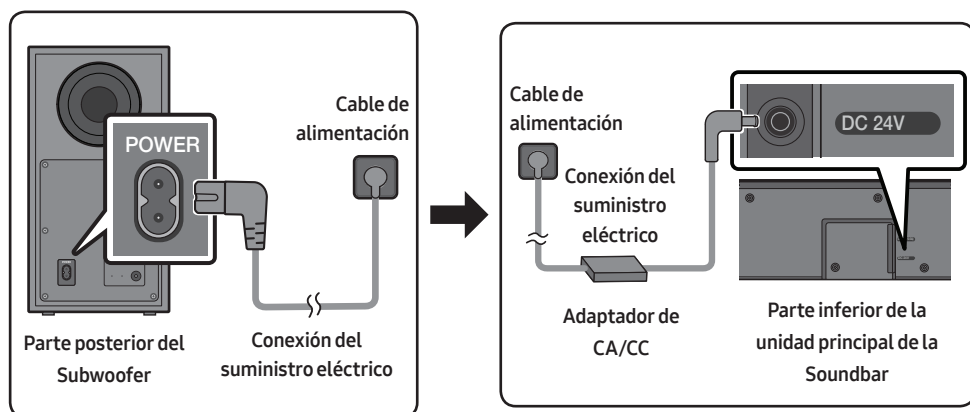 POWER
Cable de
alimentación
Parte posterior del
Subwoofer
Conexión del
suministro eléctrico
Cable de
alimentación
Conexión del
suministro
eléctrico
Adaptador de
CA/CC
DC 24V
Parte inferior de la
unidad principal de la
Soundbar